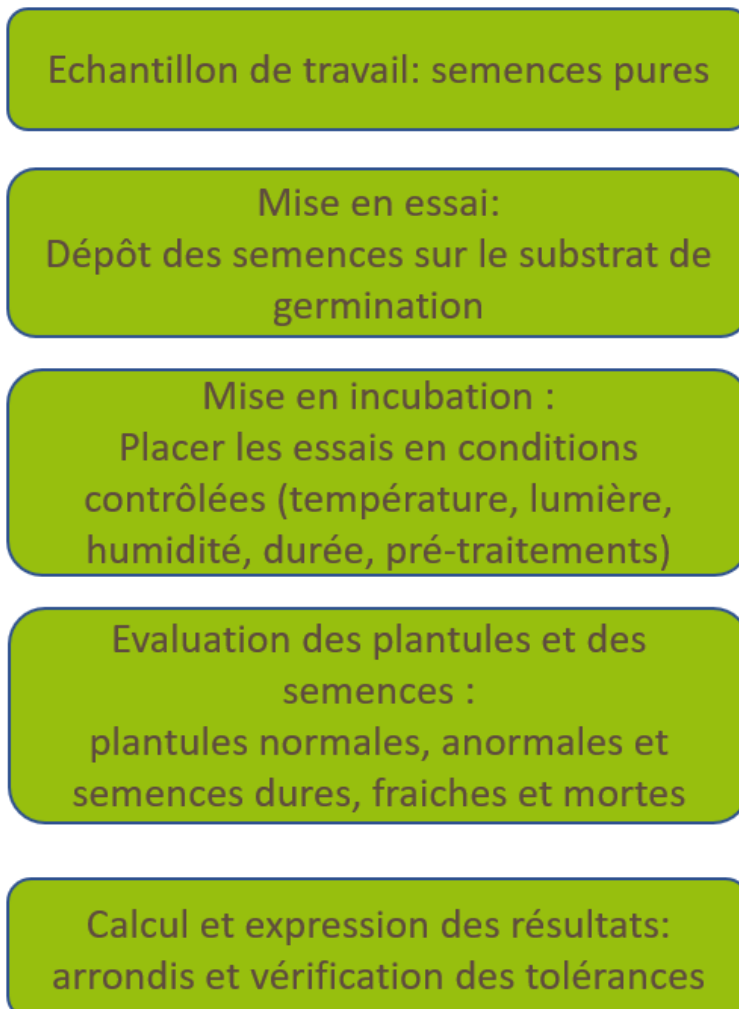 Echantillon de travail: semences pures
Mise en essai:
Dépôt des semences sur le substrat de
germination
Mise en incubation :
Placer les essais en conditions
contrôlées (température, lumière,
humidité, durée, pré-traitements)
Evaluation des plantules et des
semences :
plantules normales, anormales et
semences dures, fraiches et mortes
Calcul et expression des résultats:
arrondis et vérification des tolérances